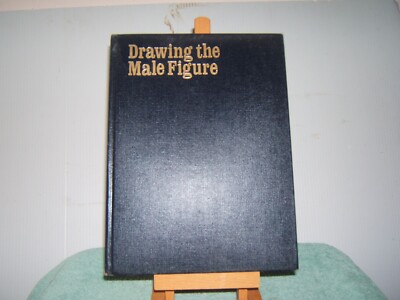 Drawing the
Male Figure